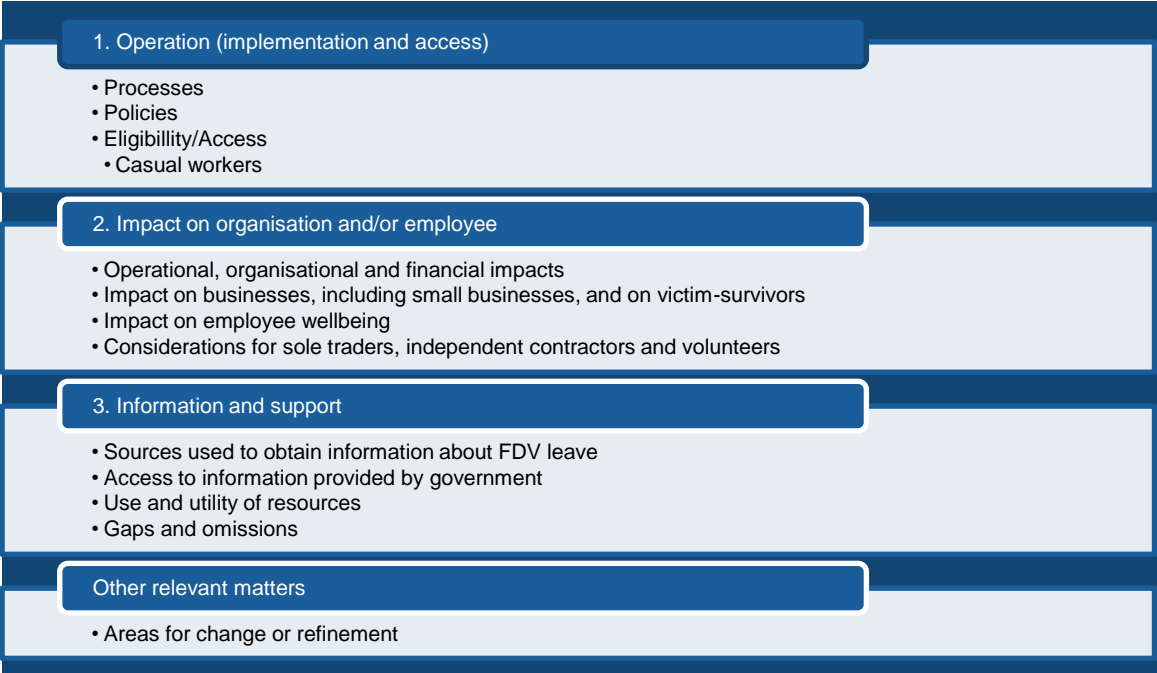 1. Operation (implementation and access)
• Processes
• Policies
• Eligibillity/Access
• Casual workers
2. Impact on organisation and/or employee
• Operational, organisational and financial impacts
• Impact on businesses, including small businesses, and on victim-survivors
• Impact on employee wellbeing
• Considerations for sole traders, independent contractors and volunteers
3. Information and support
• Sources used to obtain information about FDV leave
• Access to information provided by government
• Use and utility of resources
• Gaps and omissions
Other relevant matters
• Areas for change or refinement